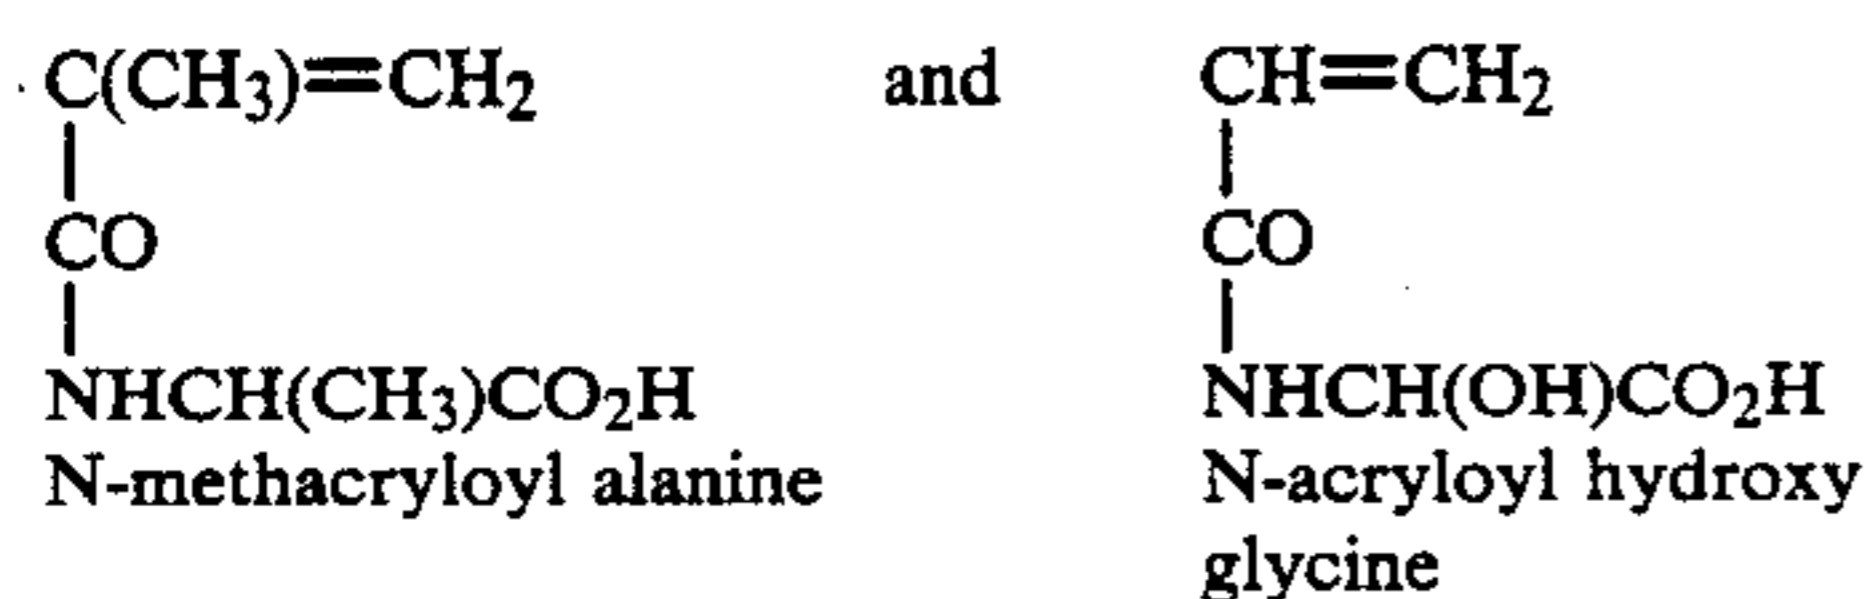 C(CH₃)=CH₂ and CH=CH₂
CO CO
NHCH(CH₃)CO₂H NHCH(OH)CO₂H
N-methacryloyl alanine N-acryloyl hydroxy
glycine